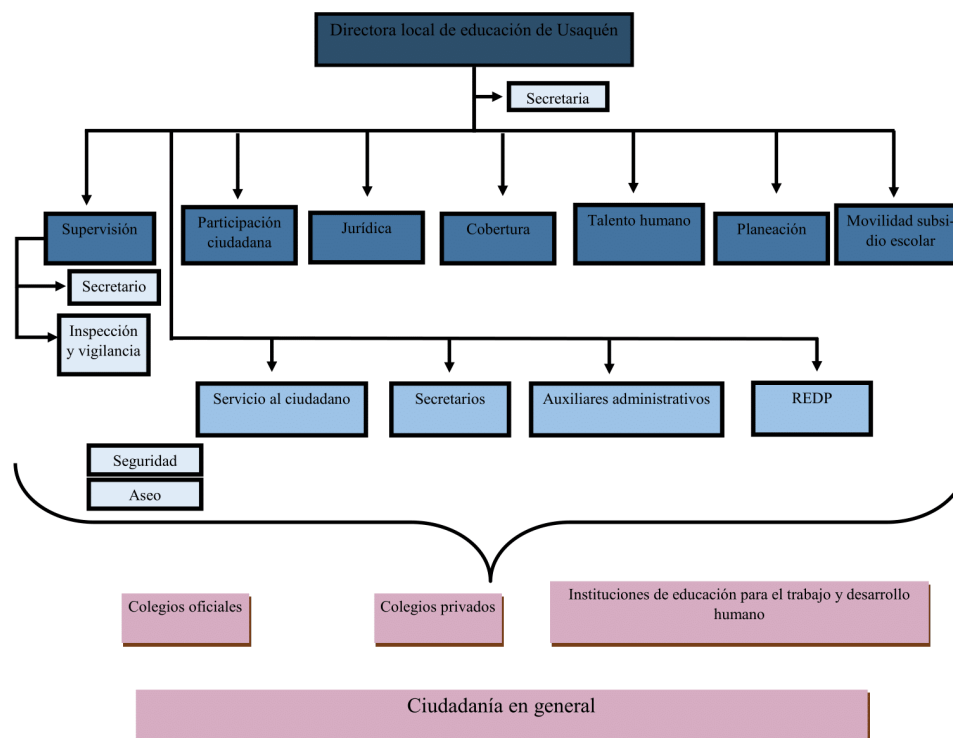 Directora local de educación de Usaquén
Secretaria
Supervisión
Participación
ciudadana
Jurídica
Cobertura
Talento humano
Planeación
Movilidad subsi-
dio escolar
Secretario
Inspección
y vigilancia
Servicio al ciudadano
Secretarios
Auxiliares administrativos
REDP
Seguridad
Aseo
Colegios oficiales
Colegios privados
Instituciones de educación para el trabajo y desarrollo
humano
Ciudadanía en general